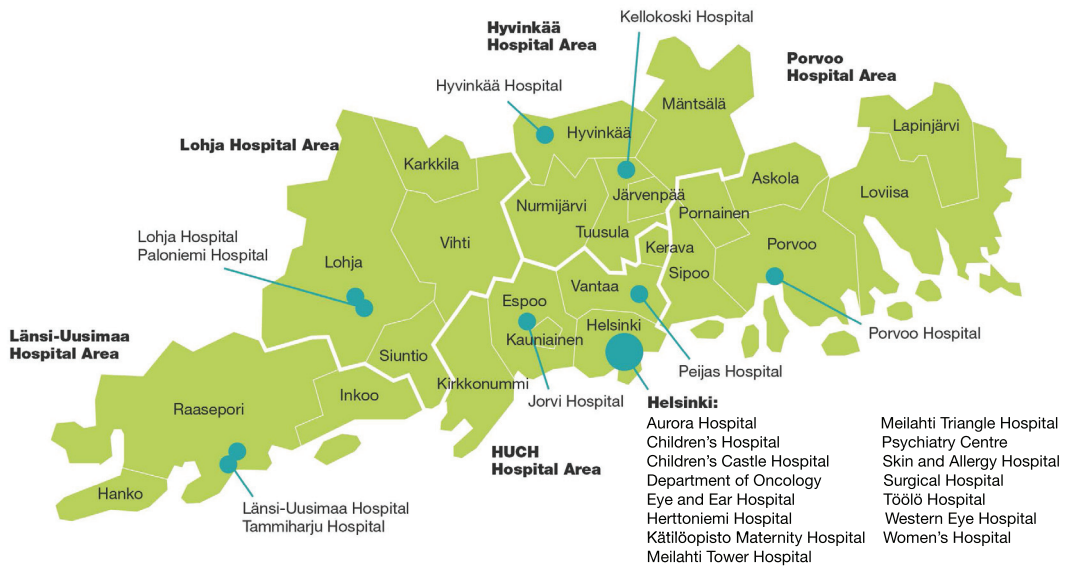 Kellokoski Hospital
Hyvinkää
Hospital Area
Porvoo
Hospital Area
Hyvinkää Hospital
Mäntsälä
Lapinjärvi
Hyvinkää
Lohja Hospital Area
Karkkila
Askola
Loviisa
Järvenpää
Nurmijärvi
Pornainen
Tuusula
Lohja Hospital
Paloniemi Hospital
Vihti
Kerava
Porvoo
Lohja
Sipoo
Vantaa
Espoo
Länsi-Uusimaa
Hospital Area
Helsinki
Kauniainen
Porvoo Hospital
Siuntio
Peijas Hospital
Kirkkonummi
Inkoo
Jorvi Hospital
Raasepori
HUCH
Hospital Area
Hanko
Länsi-Uusimaa Hospital
Tammiharju Hospital
Helsinki:
Aurora Hospital
Children’s Hospital
Children’s Castle Hospital
Department of Oncology
Eye and Ear Hospital
Herttoniemi Hospital
Kätilöopisto Maternity Hospital
Meilahti Tower Hospital
Meilahti Triangle Hospital
Psychiatry Centre
Skin and Allergy Hospital
Surgical Hospital
Töölö Hospital
Western Eye Hospital
Women’s Hospital